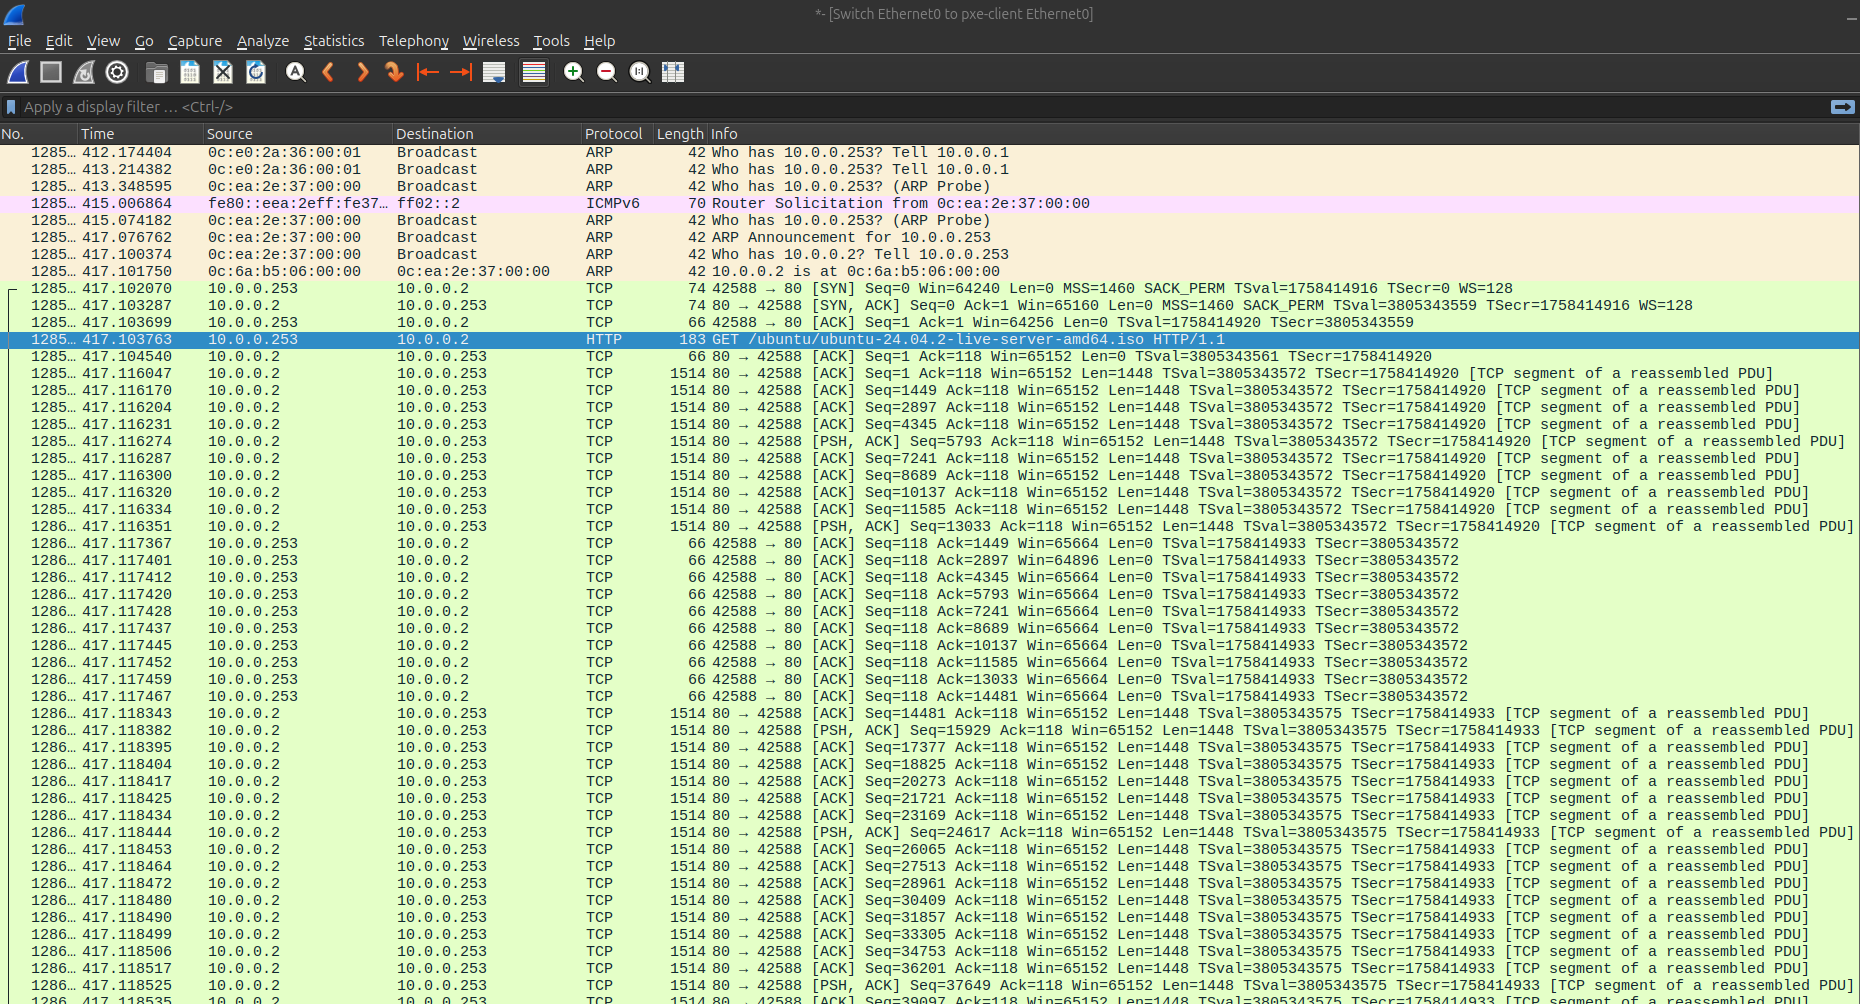 *- [Switch Ethernet0 to pxe-client Ethernet0]
File Edit View Go Capture Analyze Statistics Telephony Wireless Tools Help
Apply a display filter … <Ctrl-/>
No. Time Source Destination Protocol Length Info
1285… 412.174404 0c:e0:2a:36:00:01 Broadcast ARP 42 Who has 10.0.0.253? Tell 10.0.0.1
1285… 413.214382 0c:e0:2a:36:00:01 Broadcast ARP 42 Who has 10.0.0.253? Tell 10.0.0.1
1285… 413.348595 0c:ea:2e:37:00:00 Broadcast ARP 42 Who has 10.0.0.253? (ARP Probe)
1285… 415.006864 fe80::eea:2eff:fe37… ff02::2 ICMPv6 70 Router Solicitation from 0c:ea:2e:37:00:00
1285… 415.074182 0c:ea:2e:37:00:00 Broadcast ARP 42 Who has 10.0.0.253? (ARP Probe)
1285… 417.076762 0c:ea:2e:37:00:00 Broadcast ARP 42 ARP Announcement for 10.0.0.253
1285… 417.100374 0c:ea:2e:37:00:00 Broadcast ARP 42 Who has 10.0.0.2? Tell 10.0.0.253
1285… 417.101750 0c:6a:b5:06:00:00 0c:ea:2e:37:00:00 ARP 42 10.0.0.2 is at 0c:6a:b5:06:00:00
1285… 417.102070 10.0.0.253 10.0.0.2 TCP 74 42588 → 80 [SYN] Seq=0 Win=64240 Len=0 MSS=1460 SACK_PERM TSval=1758414916 TSecr=0 WS=128
1285… 417.103287 10.0.0.2 10.0.0.253 TCP 74 80 → 42588 [SYN, ACK] Seq=0 Ack=1 Win=65160 Len=0 MSS=1460 SACK_PERM TSval=3805343559 TSecr=1758414916 WS=128
1285… 417.103699 10.0.0.253 10.0.0.2 TCP 66 42588 → 80 [ACK] Seq=1 Ack=1 Win=64256 Len=0 TSval=1758414920 TSecr=3805343559
1285… 417.103763 10.0.0.253 10.0.0.2 HTTP 183 GET /ubuntu/ubuntu-24.04.2-live-server-amd64.iso HTTP/1.1
1285… 417.104540 10.0.0.2 10.0.0.253 TCP 66 80 → 42588 [ACK] Seq=1 Ack=118 Win=65152 Len=0 TSval=3805343561 TSecr=1758414920
1285… 417.116047 10.0.0.2 10.0.0.253 TCP 1514 80 → 42588 [ACK] Seq=1 Ack=118 Win=65152 Len=1448 TSval=3805343572 TSecr=1758414920 [TCP segment of a reassembled PDU]
1285… 417.116170 10.0.0.2 10.0.0.253 TCP 1514 80 → 42588 [ACK] Seq=1449 Ack=118 Win=65152 Len=1448 TSval=3805343572 TSecr=1758414920 [TCP segment of a reassembled PDU]
1285… 417.116204 10.0.0.2 10.0.0.253 TCP 1514 80 → 42588 [ACK] Seq=2897 Ack=118 Win=65152 Len=1448 TSval=3805343572 TSecr=1758414920 [TCP segment of a reassembled PDU]
1285… 417.116231 10.0.0.2 10.0.0.253 TCP 1514 80 → 42588 [ACK] Seq=4345 Ack=118 Win=65152 Len=1448 TSval=3805343572 TSecr=1758414920 [TCP segment of a reassembled PDU]
1285… 417.116274 10.0.0.2 10.0.0.253 TCP 1514 80 → 42588 [PSH, ACK] Seq=5793 Ack=118 Win=65152 Len=1448 TSval=3805343572 TSecr=1758414920 [TCP segment of a reassembled PDU]
1285… 417.116287 10.0.0.2 10.0.0.253 TCP 1514 80 → 42588 [ACK] Seq=7241 Ack=118 Win=65152 Len=1448 TSval=3805343572 TSecr=1758414920 [TCP segment of a reassembled PDU]
1285… 417.116300 10.0.0.2 10.0.0.253 TCP 1514 80 → 42588 [ACK] Seq=8689 Ack=118 Win=65152 Len=1448 TSval=3805343572 TSecr=1758414920 [TCP segment of a reassembled PDU]
1285… 417.116320 10.0.0.2 10.0.0.253 TCP 1514 80 → 42588 [ACK] Seq=10137 Ack=118 Win=65152 Len=1448 TSval=3805343572 TSecr=1758414920 [TCP segment of a reassembled PDU]
1285… 417.116334 10.0.0.2 10.0.0.253 TCP 1514 80 → 42588 [ACK] Seq=11585 Ack=118 Win=65152 Len=1448 TSval=3805343572 TSecr=1758414920 [TCP segment of a reassembled PDU]
1286… 417.116351 10.0.0.2 10.0.0.253 TCP 1514 80 → 42588 [PSH, ACK] Seq=13033 Ack=118 Win=65152 Len=1448 TSval=3805343572 TSecr=1758414920 [TCP segment of a reassembled PDU]
1286… 417.117367 10.0.0.253 10.0.0.2 TCP 66 42588 → 80 [ACK] Seq=118 Ack=1449 Win=65664 Len=0 TSval=1758414933 TSecr=3805343572
1286… 417.117401 10.0.0.253 10.0.0.2 TCP 66 42588 → 80 [ACK] Seq=118 Ack=2897 Win=64896 Len=0 TSval=1758414933 TSecr=3805343572
1286… 417.117412 10.0.0.253 10.0.0.2 TCP 66 42588 → 80 [ACK] Seq=118 Ack=4345 Win=65664 Len=0 TSval=1758414933 TSecr=3805343572
1286… 417.117420 10.0.0.253 10.0.0.2 TCP 66 42588 → 80 [ACK] Seq=118 Ack=5793 Win=65664 Len=0 TSval=1758414933 TSecr=3805343572
1286… 417.117428 10.0.0.253 10.0.0.2 TCP 66 42588 → 80 [ACK] Seq=118 Ack=7241 Win=65664 Len=0 TSval=1758414933 TSecr=3805343572
1286… 417.117437 10.0.0.253 10.0.0.2 TCP 66 42588 → 80 [ACK] Seq=118 Ack=8689 Win=65664 Len=0 TSval=1758414933 TSecr=3805343572
1286… 417.117445 10.0.0.253 10.0.0.2 TCP 66 42588 → 80 [ACK] Seq=118 Ack=10137 Win=65664 Len=0 TSval=1758414933 TSecr=3805343572
1286… 417.117452 10.0.0.253 10.0.0.2 TCP 66 42588 → 80 [ACK] Seq=118 Ack=11585 Win=65664 Len=0 TSval=1758414933 TSecr=3805343572
1286… 417.117459 10.0.0.253 10.0.0.2 TCP 66 42588 → 80 [ACK] Seq=118 Ack=13033 Win=65664 Len=0 TSval=1758414933 TSecr=3805343572
1286… 417.117467 10.0.0.253 10.0.0.2 TCP 66 42588 → 80 [ACK] Seq=118 Ack=14481 Win=65664 Len=0 TSval=1758414933 TSecr=3805343572
1286… 417.118343 10.0.0.2 10.0.0.253 TCP 1514 80 → 42588 [ACK] Seq=14481 Ack=118 Win=65152 Len=1448 TSval=3805343575 TSecr=1758414933 [TCP segment of a reassembled PDU]
1286… 417.118382 10.0.0.2 10.0.0.253 TCP 1514 80 → 42588 [PSH, ACK] Seq=15929 Ack=118 Win=65152 Len=1448 TSval=3805343575 TSecr=1758414933 [TCP segment of a reassembled PDU]
1286… 417.118395 10.0.0.2 10.0.0.253 TCP 1514 80 → 42588 [ACK] Seq=17377 Ack=118 Win=65152 Len=1448 TSval=3805343575 TSecr=1758414933 [TCP segment of a reassembled PDU]
1286… 417.118404 10.0.0.2 10.0.0.253 TCP 1514 80 → 42588 [ACK] Seq=18825 Ack=118 Win=65152 Len=1448 TSval=3805343575 TSecr=1758414933 [TCP segment of a reassembled PDU]
1286… 417.118417 10.0.0.2 10.0.0.253 TCP 1514 80 → 42588 [ACK] Seq=20273 Ack=118 Win=65152 Len=1448 TSval=3805343575 TSecr=1758414933 [TCP segment of a reassembled PDU]
1286… 417.118425 10.0.0.2 10.0.0.253 TCP 1514 80 → 42588 [ACK] Seq=21721 Ack=118 Win=65152 Len=1448 TSval=3805343575 TSecr=1758414933 [TCP segment of a reassembled PDU]
1286… 417.118434 10.0.0.2 10.0.0.253 TCP 1514 80 → 42588 [ACK] Seq=23169 Ack=118 Win=65152 Len=1448 TSval=3805343575 TSecr=1758414933 [TCP segment of a reassembled PDU]
1286… 417.118444 10.0.0.2 10.0.0.253 TCP 1514 80 → 42588 [PSH, ACK] Seq=24617 Ack=118 Win=65152 Len=1448 TSval=3805343575 TSecr=1758414933 [TCP segment of a reassembled PDU]
1286… 417.118453 10.0.0.2 10.0.0.253 TCP 1514 80 → 42588 [ACK] Seq=26065 Ack=118 Win=65152 Len=1448 TSval=3805343575 TSecr=1758414933 [TCP segment of a reassembled PDU]
1286… 417.118464 10.0.0.2 10.0.0.253 TCP 1514 80 → 42588 [ACK] Seq=27513 Ack=118 Win=65152 Len=1448 TSval=3805343575 TSecr=1758414933 [TCP segment of a reassembled PDU]
1286… 417.118472 10.0.0.2 10.0.0.253 TCP 1514 80 → 42588 [ACK] Seq=28961 Ack=118 Win=65152 Len=1448 TSval=3805343575 TSecr=1758414933 [TCP segment of a reassembled PDU]
1286… 417.118480 10.0.0.2 10.0.0.253 TCP 1514 80 → 42588 [ACK] Seq=30409 Ack=118 Win=65152 Len=1448 TSval=3805343575 TSecr=1758414933 [TCP segment of a reassembled PDU]
1286… 417.118490 10.0.0.2 10.0.0.253 TCP 1514 80 → 42588 [ACK] Seq=31857 Ack=118 Win=65152 Len=1448 TSval=3805343575 TSecr=1758414933 [TCP segment of a reassembled PDU]
1286… 417.118499 10.0.0.2 10.0.0.253 TCP 1514 80 → 42588 [ACK] Seq=33305 Ack=118 Win=65152 Len=1448 TSval=3805343575 TSecr=1758414933 [TCP segment of a reassembled PDU]
1286… 417.118506 10.0.0.2 10.0.0.253 TCP 1514 80 → 42588 [ACK] Seq=34753 Ack=118 Win=65152 Len=1448 TSval=3805343575 TSecr=1758414933 [TCP segment of a reassembled PDU]
1286… 417.118517 10.0.0.2 10.0.0.253 TCP 1514 80 → 42588 [ACK] Seq=36201 Ack=118 Win=65152 Len=1448 TSval=3805343575 TSecr=1758414933 [TCP segment of a reassembled PDU]
1286… 417.118525 10.0.0.2 10.0.0.253 TCP 1514 80 → 42588 [PSH, ACK] Seq=37649 Ack=118 Win=65152 Len=1448 TSval=3805343575 TSecr=1758414933 [TCP segment of a reassembled PDU]
1286… 417.118535 10.0.0.2 10.0.0.253 TCP 1514 80 → 42588 [ACK] Seq=39097 Ack=118 Win=65152 Len=1448 TSval=3805343575 TSecr=1758414933 [TCP segment of a reassembled PDU]